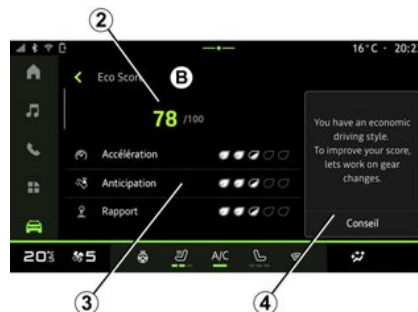 2
16°C · 20:2
Eco Score
B
78 /100
Accélération
Anticipation
Rapport
You have an economic
driving style.
To improve your score,
lets work on gear
changes.
Conseil
20
5
A/C
3
4